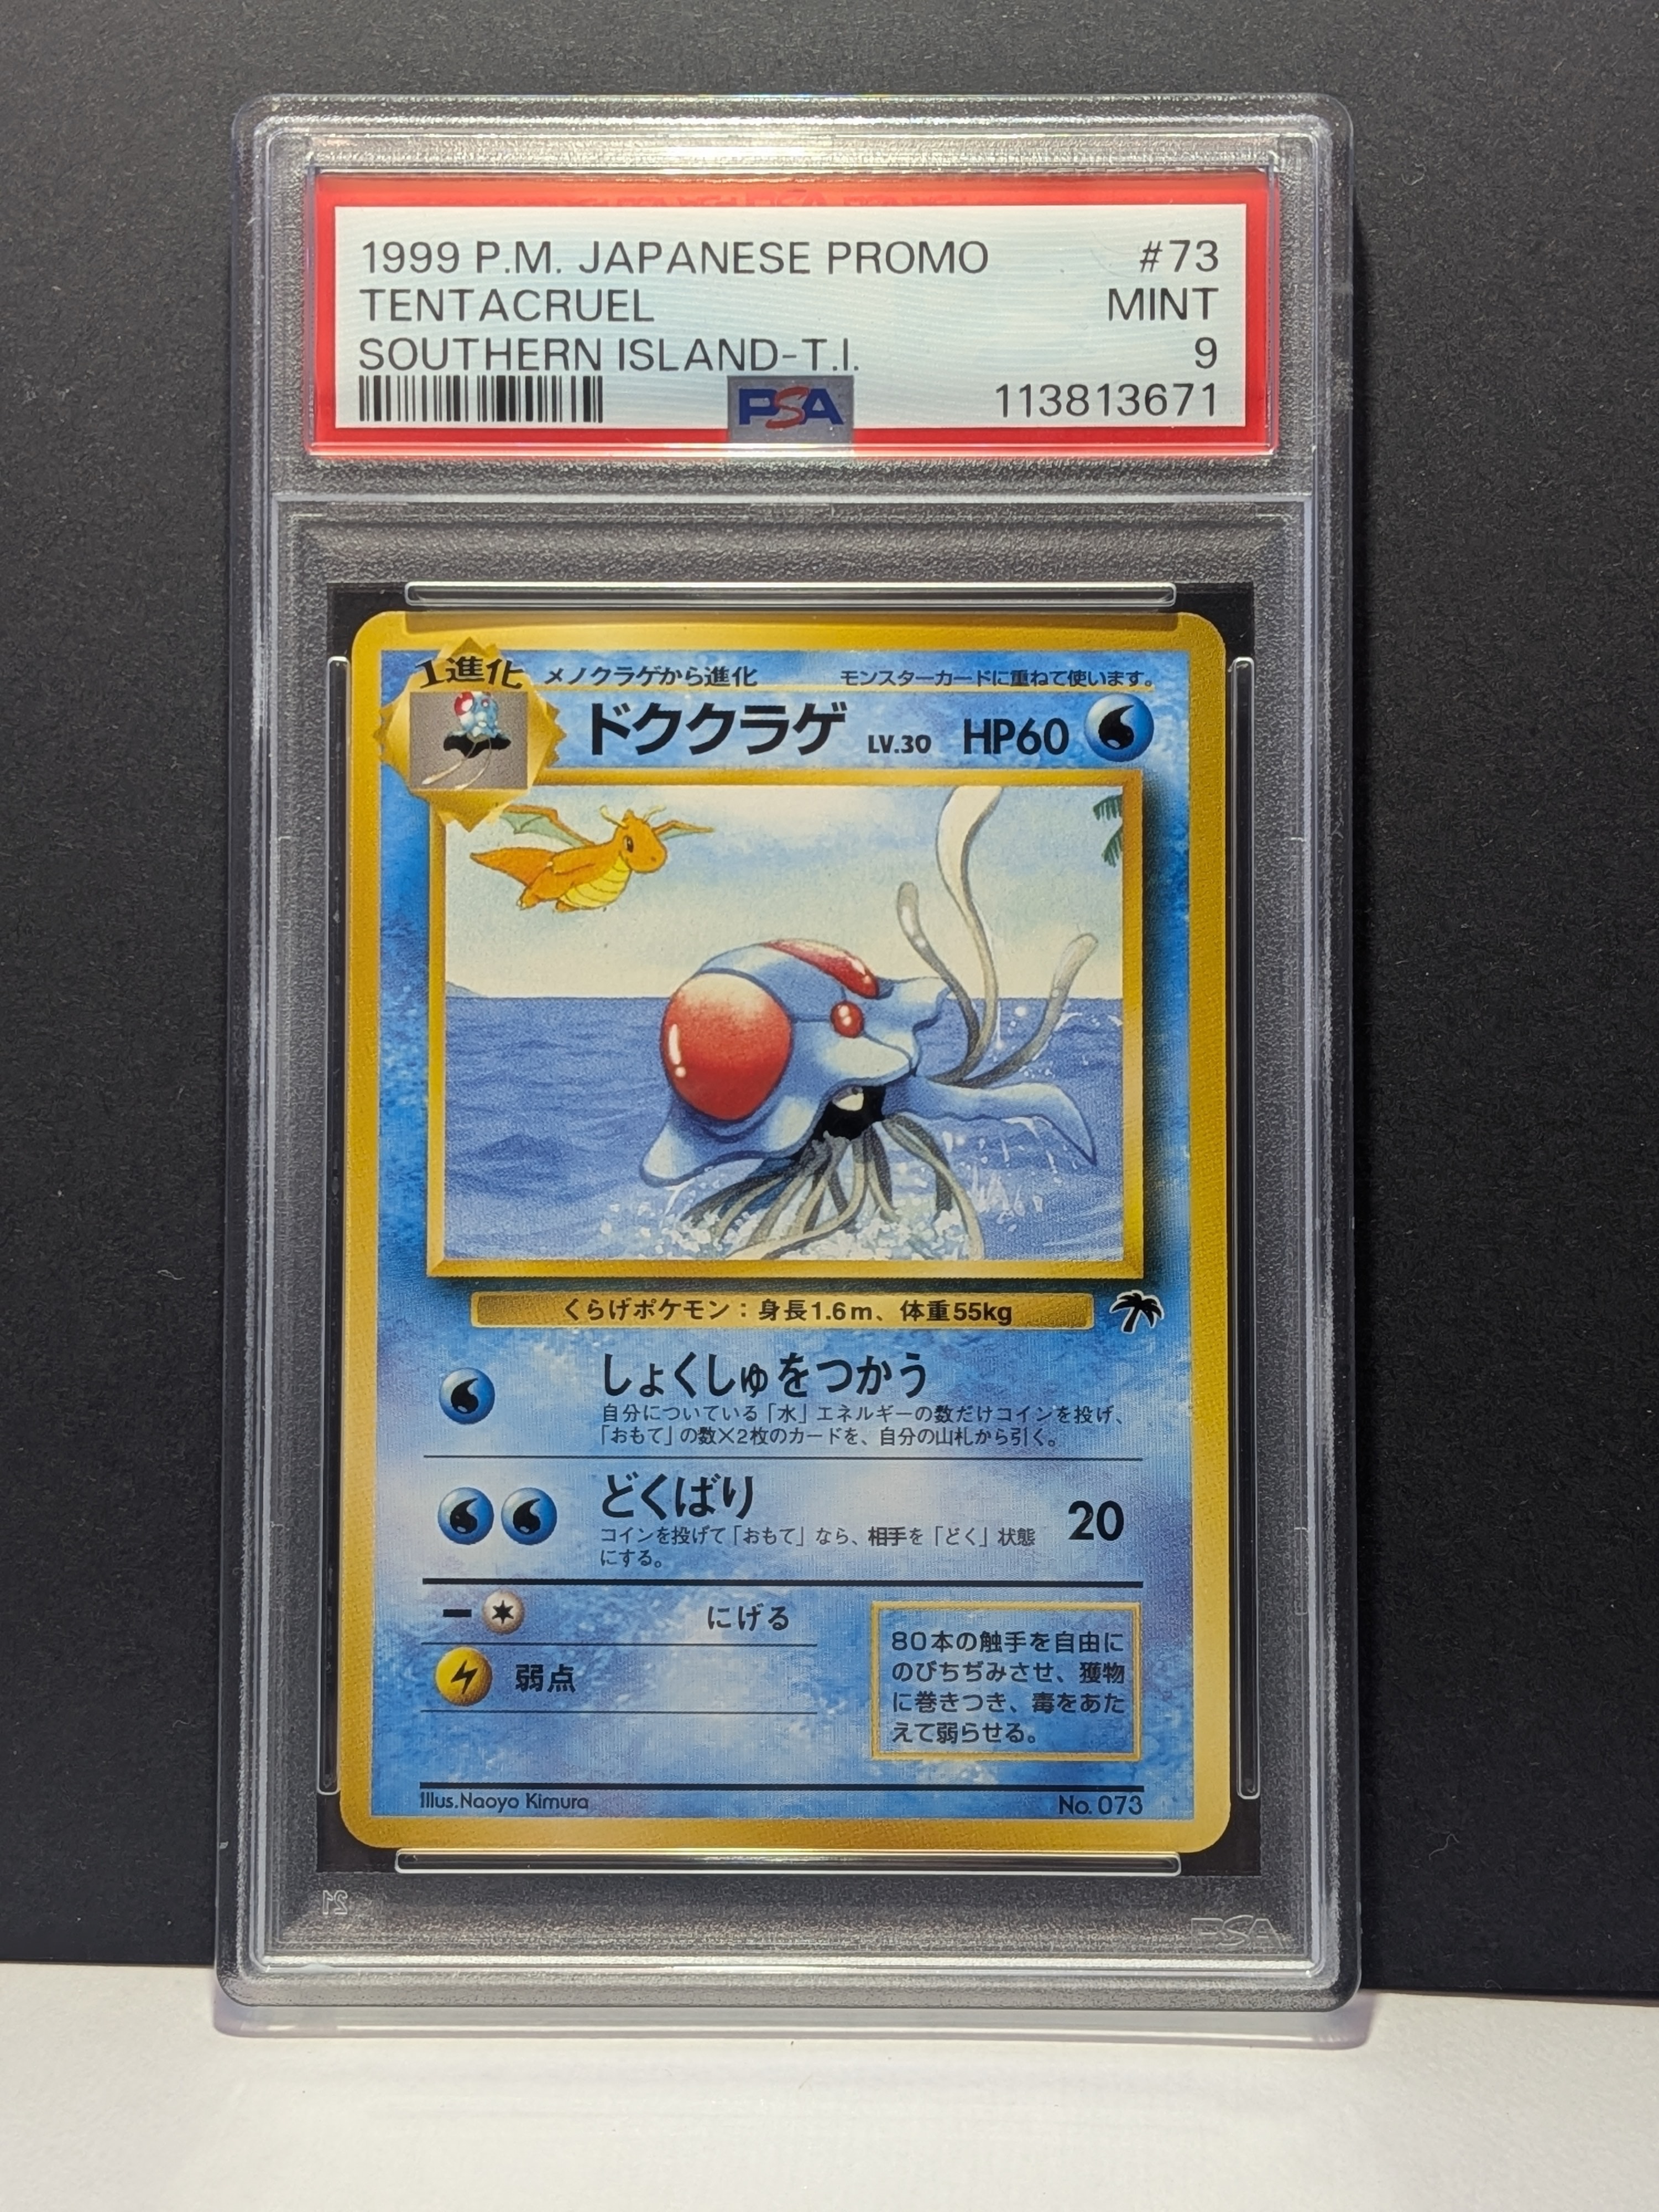 1999 P.M. JAPANESE PROMO #73
TENTACRUEL MINT
SOUTHERN ISLAND-T.I. 9
PSA 113813671
1進化 メノクラゲから進化 モンスターカードに重ねて使います。
ドククラゲ LV.30 HP60
くらげポケモン:身長1.6m、体重55kg
しょくしゅをつかう
自分についている「水」エネルギーの数だけコインを投げ、
「おもて」の数×2枚のカードを、自分の山札から引く。
どくばり 20
コインを投げて「おもて」なら、相手を「どく」状態
にする。
にげる
弱点
80本の触手を自由に
のびちぢみさせ、獲物
に巻きつき、毒をあた
えて弱らせる。
Illus.Naoyo Kimura No. 073
21 PSA